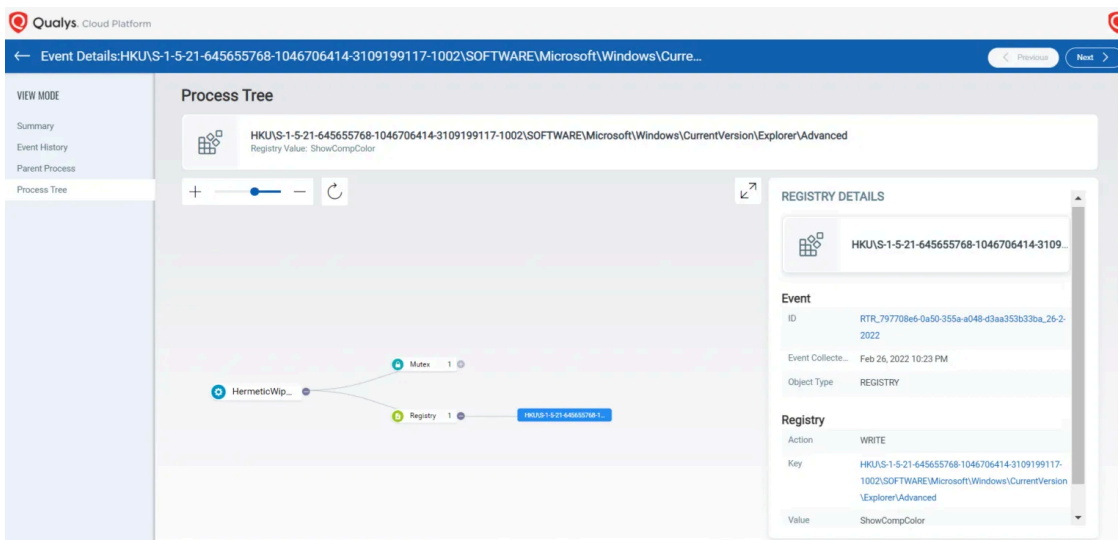 Qualys. Cloud Platform
Event Details:HKU\S-1-5-21-645655768-1046706414-3109199117-1002\SOFTWARE\Microsoft\Windows\Curre...
Previous
Next
VIEW MODE
Summary
Event History
Parent Process
Process Tree
Process Tree
HKU\S-1-5-21-645655768-1046706414-3109199117-1002\SOFTWARE\Microsoft\Windows\CurrentVersion\Explorer\Advanced
Registry Value: ShowCompColor
HermeticWip...
Mutex 1
Registry 1
HKU\S-1-5-21-645655768-1...
REGISTRY DETAILS
HKU\S-1-5-21-645655768-1046706414-3109...
Event
ID RTR_797708e6-0a50-355a-a048-d3aa353b33ba_26-2-
2022
Event Collecte... Feb 26, 2022 10:23 PM
Object Type REGISTRY
Registry
Action WRITE
Key HKU\S-1-5-21-645655768-1046706414-3109199117-
1002\SOFTWARE\Microsoft\Windows\CurrentVersion
\Explorer\Advanced
Value ShowCompColor